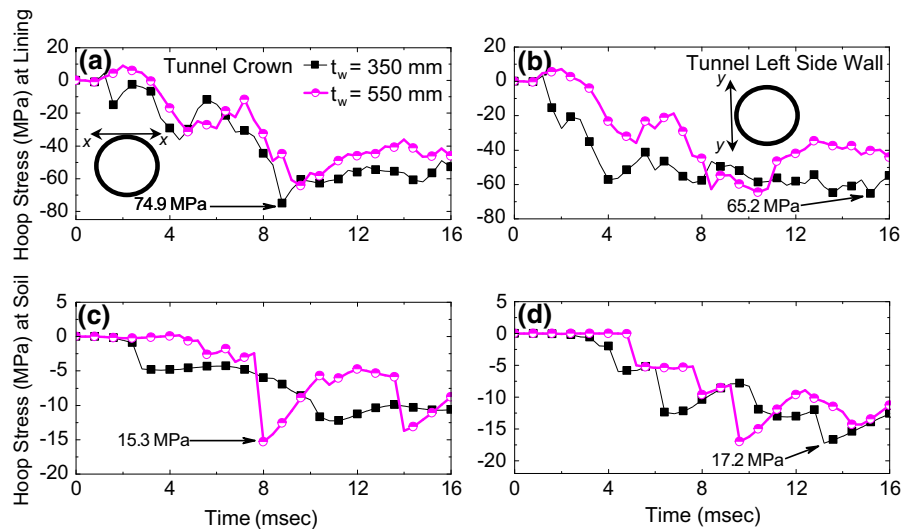 Hoop Stress (MPa) at Lining
20
0
-20
-40
-60
-80
(a)
Tunnel Crown
t_w = 350 mm
t_w = 550 mm
x x
74.9 MPa
0 4 8 12 16
20
0
-20
-40
-60
-80
(b)
Tunnel Left Side Wall
y
y
65.2 MPa
0 4 8 12 16
Hoop Stress (MPa) at Soil
5
0
-5
-10
-15
-20
(c)
15.3 MPa
0 4 8 12 16
Time (msec)
5
0
-5
-10
-15
-20
(d)
17.2 MPa
0 4 8 12 16
Time (msec)